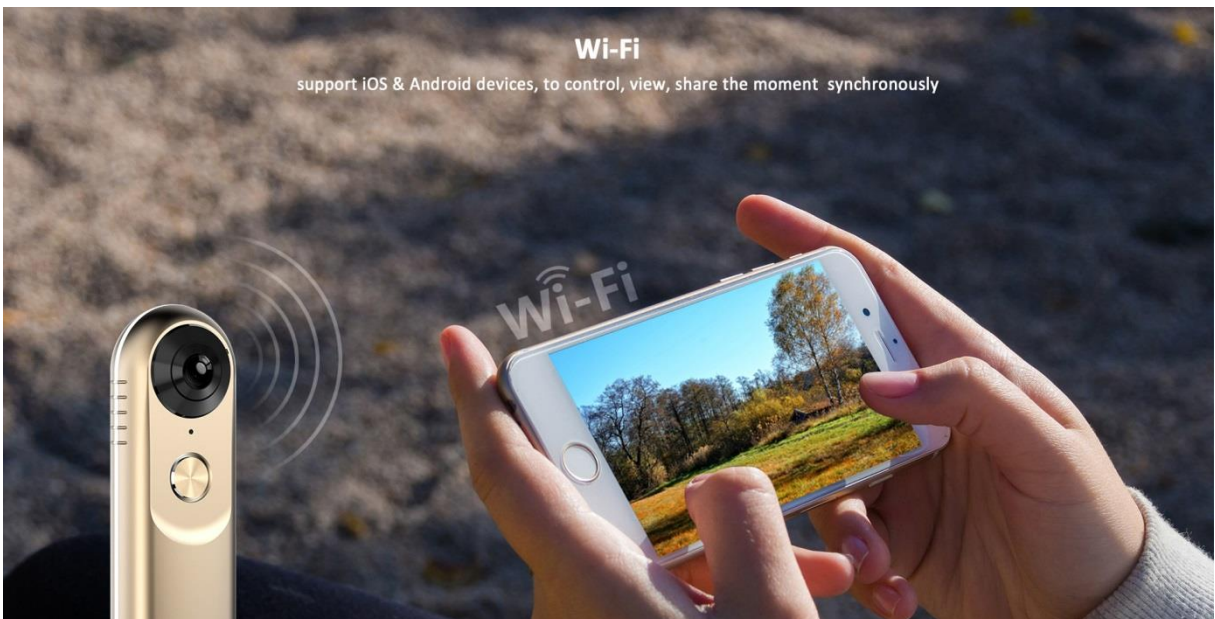 Wi-Fi
support iOS & Android devices, to control, view, share the moment synchronously
Wi-Fi